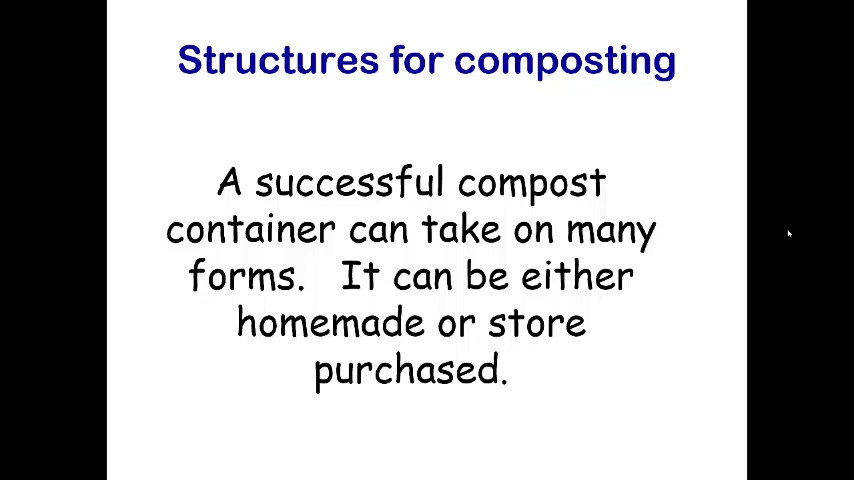 Structures for composting
A successful compost
container can take on many
forms.   It can be either
homemade or store
purchased.